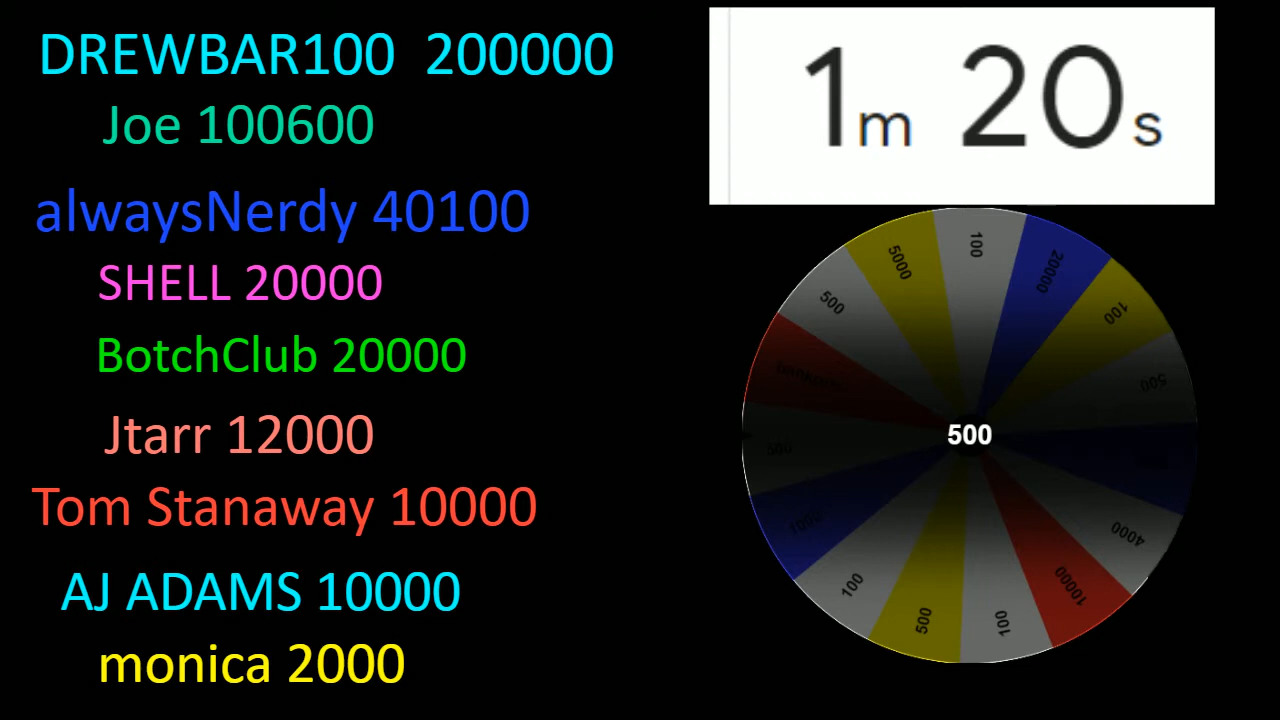 DREWBAR100 200000
Joe 100600
alwaysNerdy 40100
SHELL 20000
BotchClub 20000
Jtarr 12000
Tom Stanaway 10000
AJ ADAMS 10000
monica 2000
1m 20s
100
20000
100
500
4000
10000
100
500
100
1000
500
500
5000
500